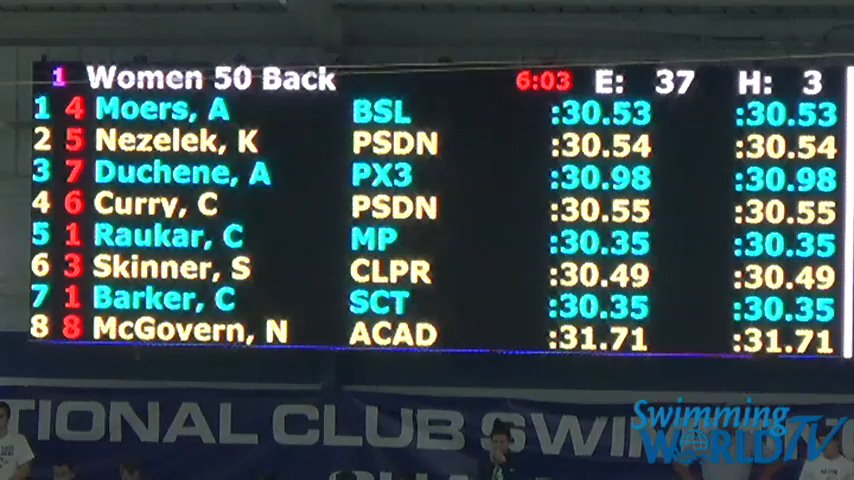 1 Women 50 Back 6:03 E: 37 H: 3
1 4 Moers, A BSL :30.53 :30.53
2 5 Nezelek, K PSDN :30.54 :30.54
3 7 Duchene, A PX3 :30.98 :30.98
4 6 Curry, C PSDN :30.55 :30.55
5 1 Raukar, C MP :30.35 :30.35
6 3 Skinner, S CLPR :30.49 :30.49
7 1 Barker, C SCT :30.35 :30.35
8 8 McGovern, N ACAD :31.71 :31.71
TIONAL CLUB SWIM
Swimming
WORLD TV